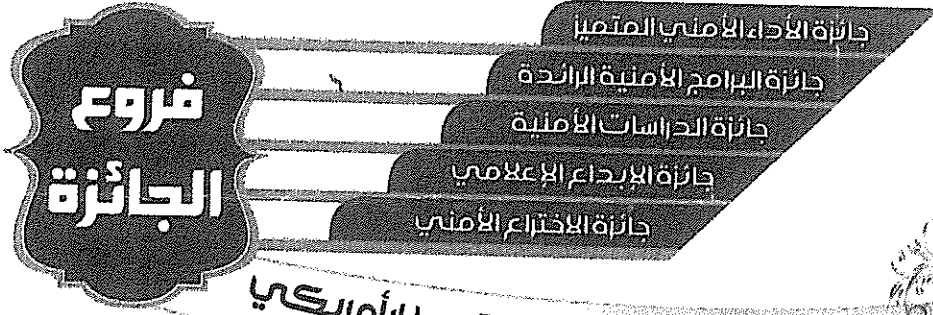 فروع
الجائزة
جائزة الأداء الأمني المتميز
جائزة البرامج الأمنية الرائدة
جائزة الدراسات الأمنية
جائزة الإبداع الإعلامي
جائزة الاختراع الأمني